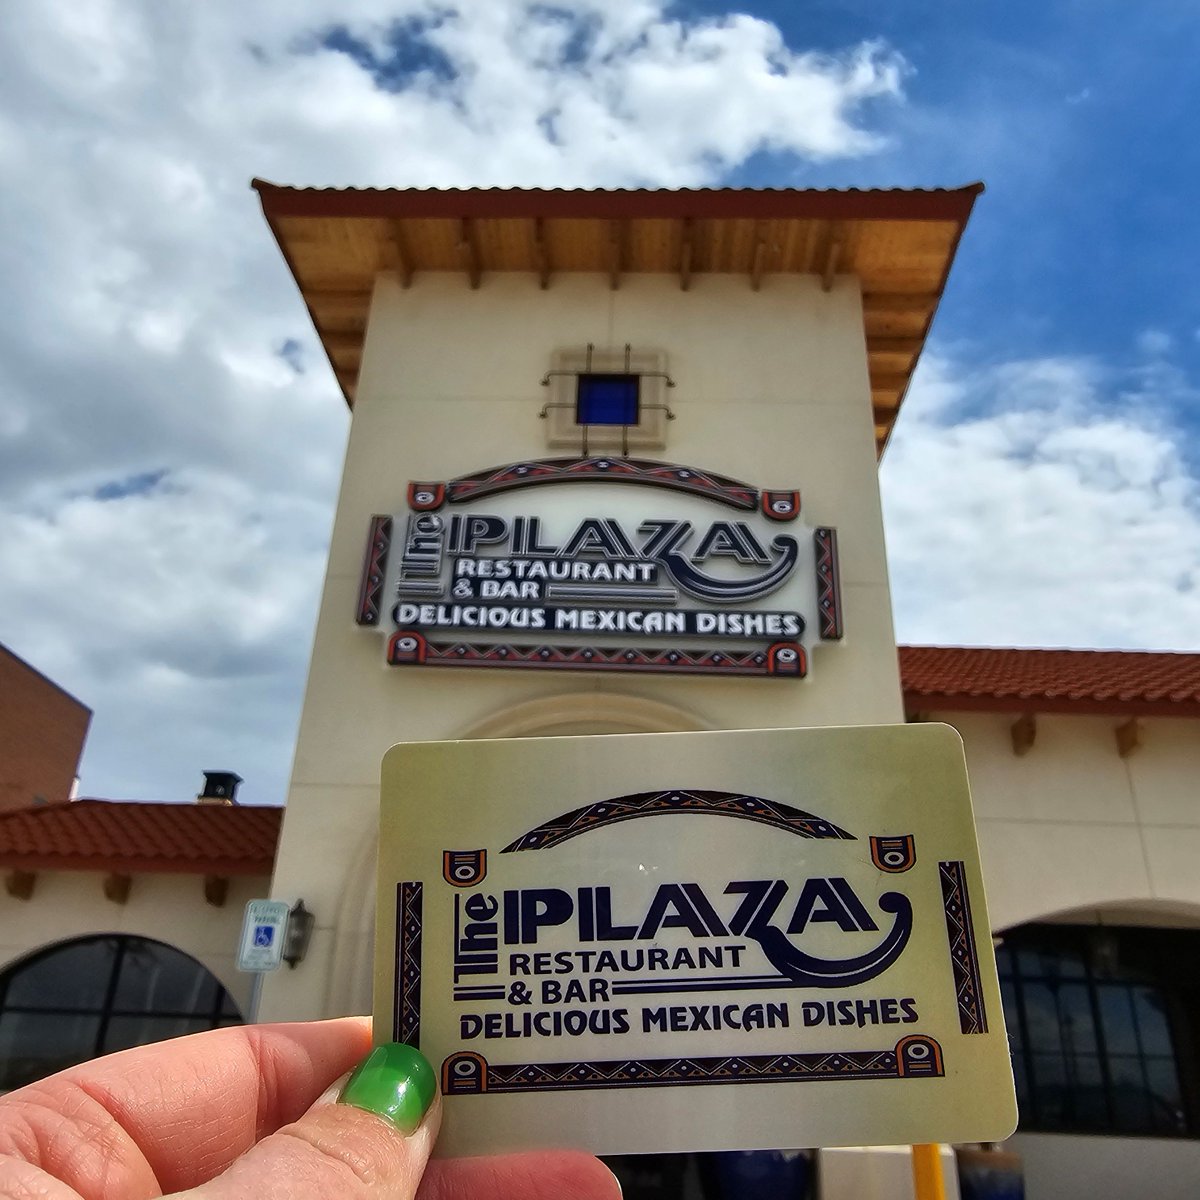 The PLAZA
RESTAURANT
& BAR
DELICIOUS MEXICAN DISHES
The PLAZA
RESTAURANT
& BAR
DELICIOUS MEXICAN DISHES